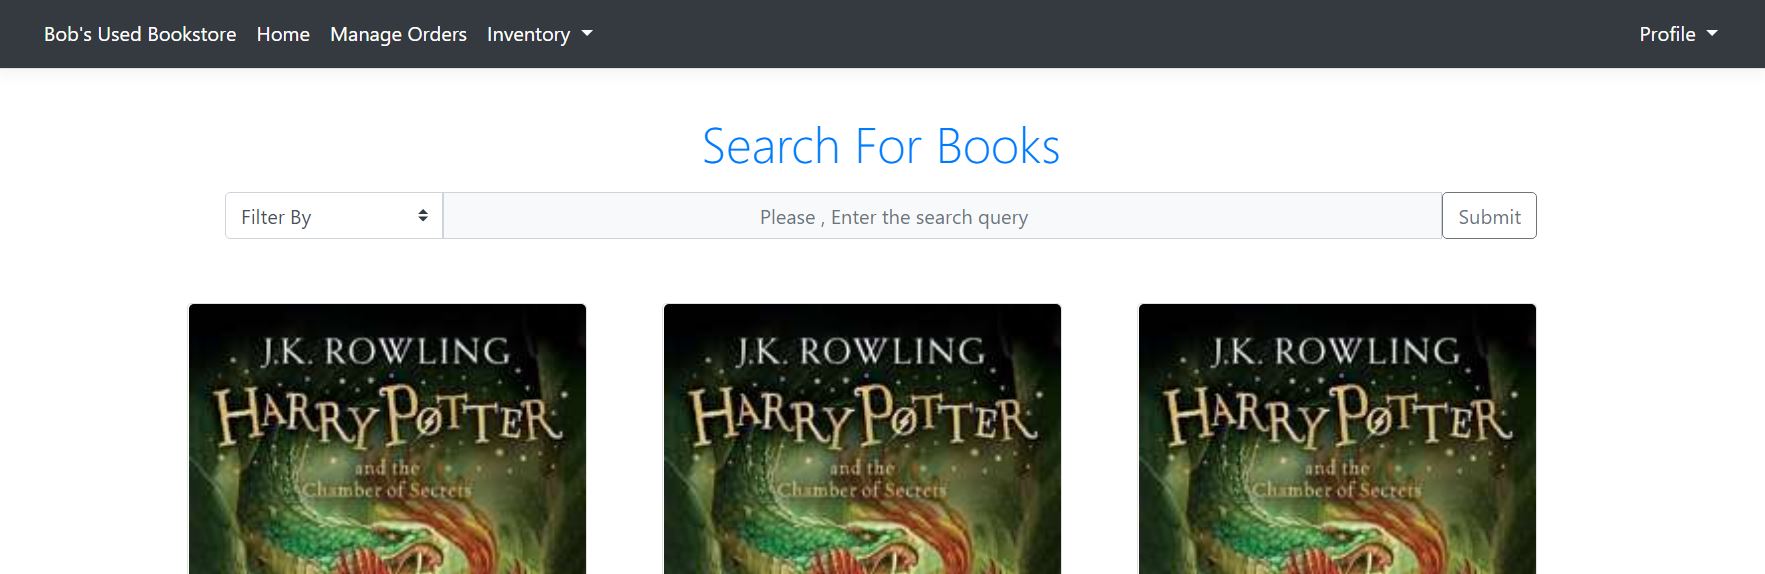 Bob's Used Bookstore Home Manage Orders Inventory Profile
Search For Books
Filter By Please , Enter the search query Submit
J.K. ROWLING J.K. ROWLING J.K. ROWLING
HARRY POTTER HARRY POTTER HARRY POTTER
and the and the and the
Chamber of Secrets Chamber of Secrets Chamber of Secrets